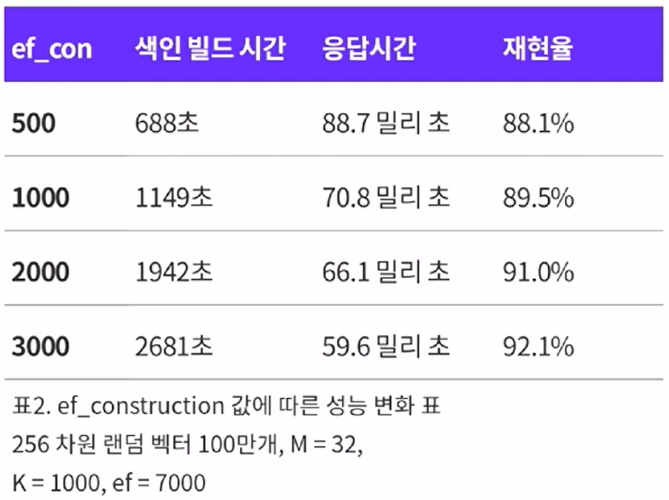 ef_con 색인 빌드 시간 응답시간 재현율
500 688초 88.7 밀리 초 88.1%
1000 1149초 70.8 밀리 초 89.5%
2000 1942초 66.1 밀리 초 91.0%
3000 2681초 59.6 밀리 초 92.1%
표2. ef_construction 값에 따른 성능 변화 표
256 차원 랜덤 벡터 100만개, M = 32,
K = 1000, ef = 7000